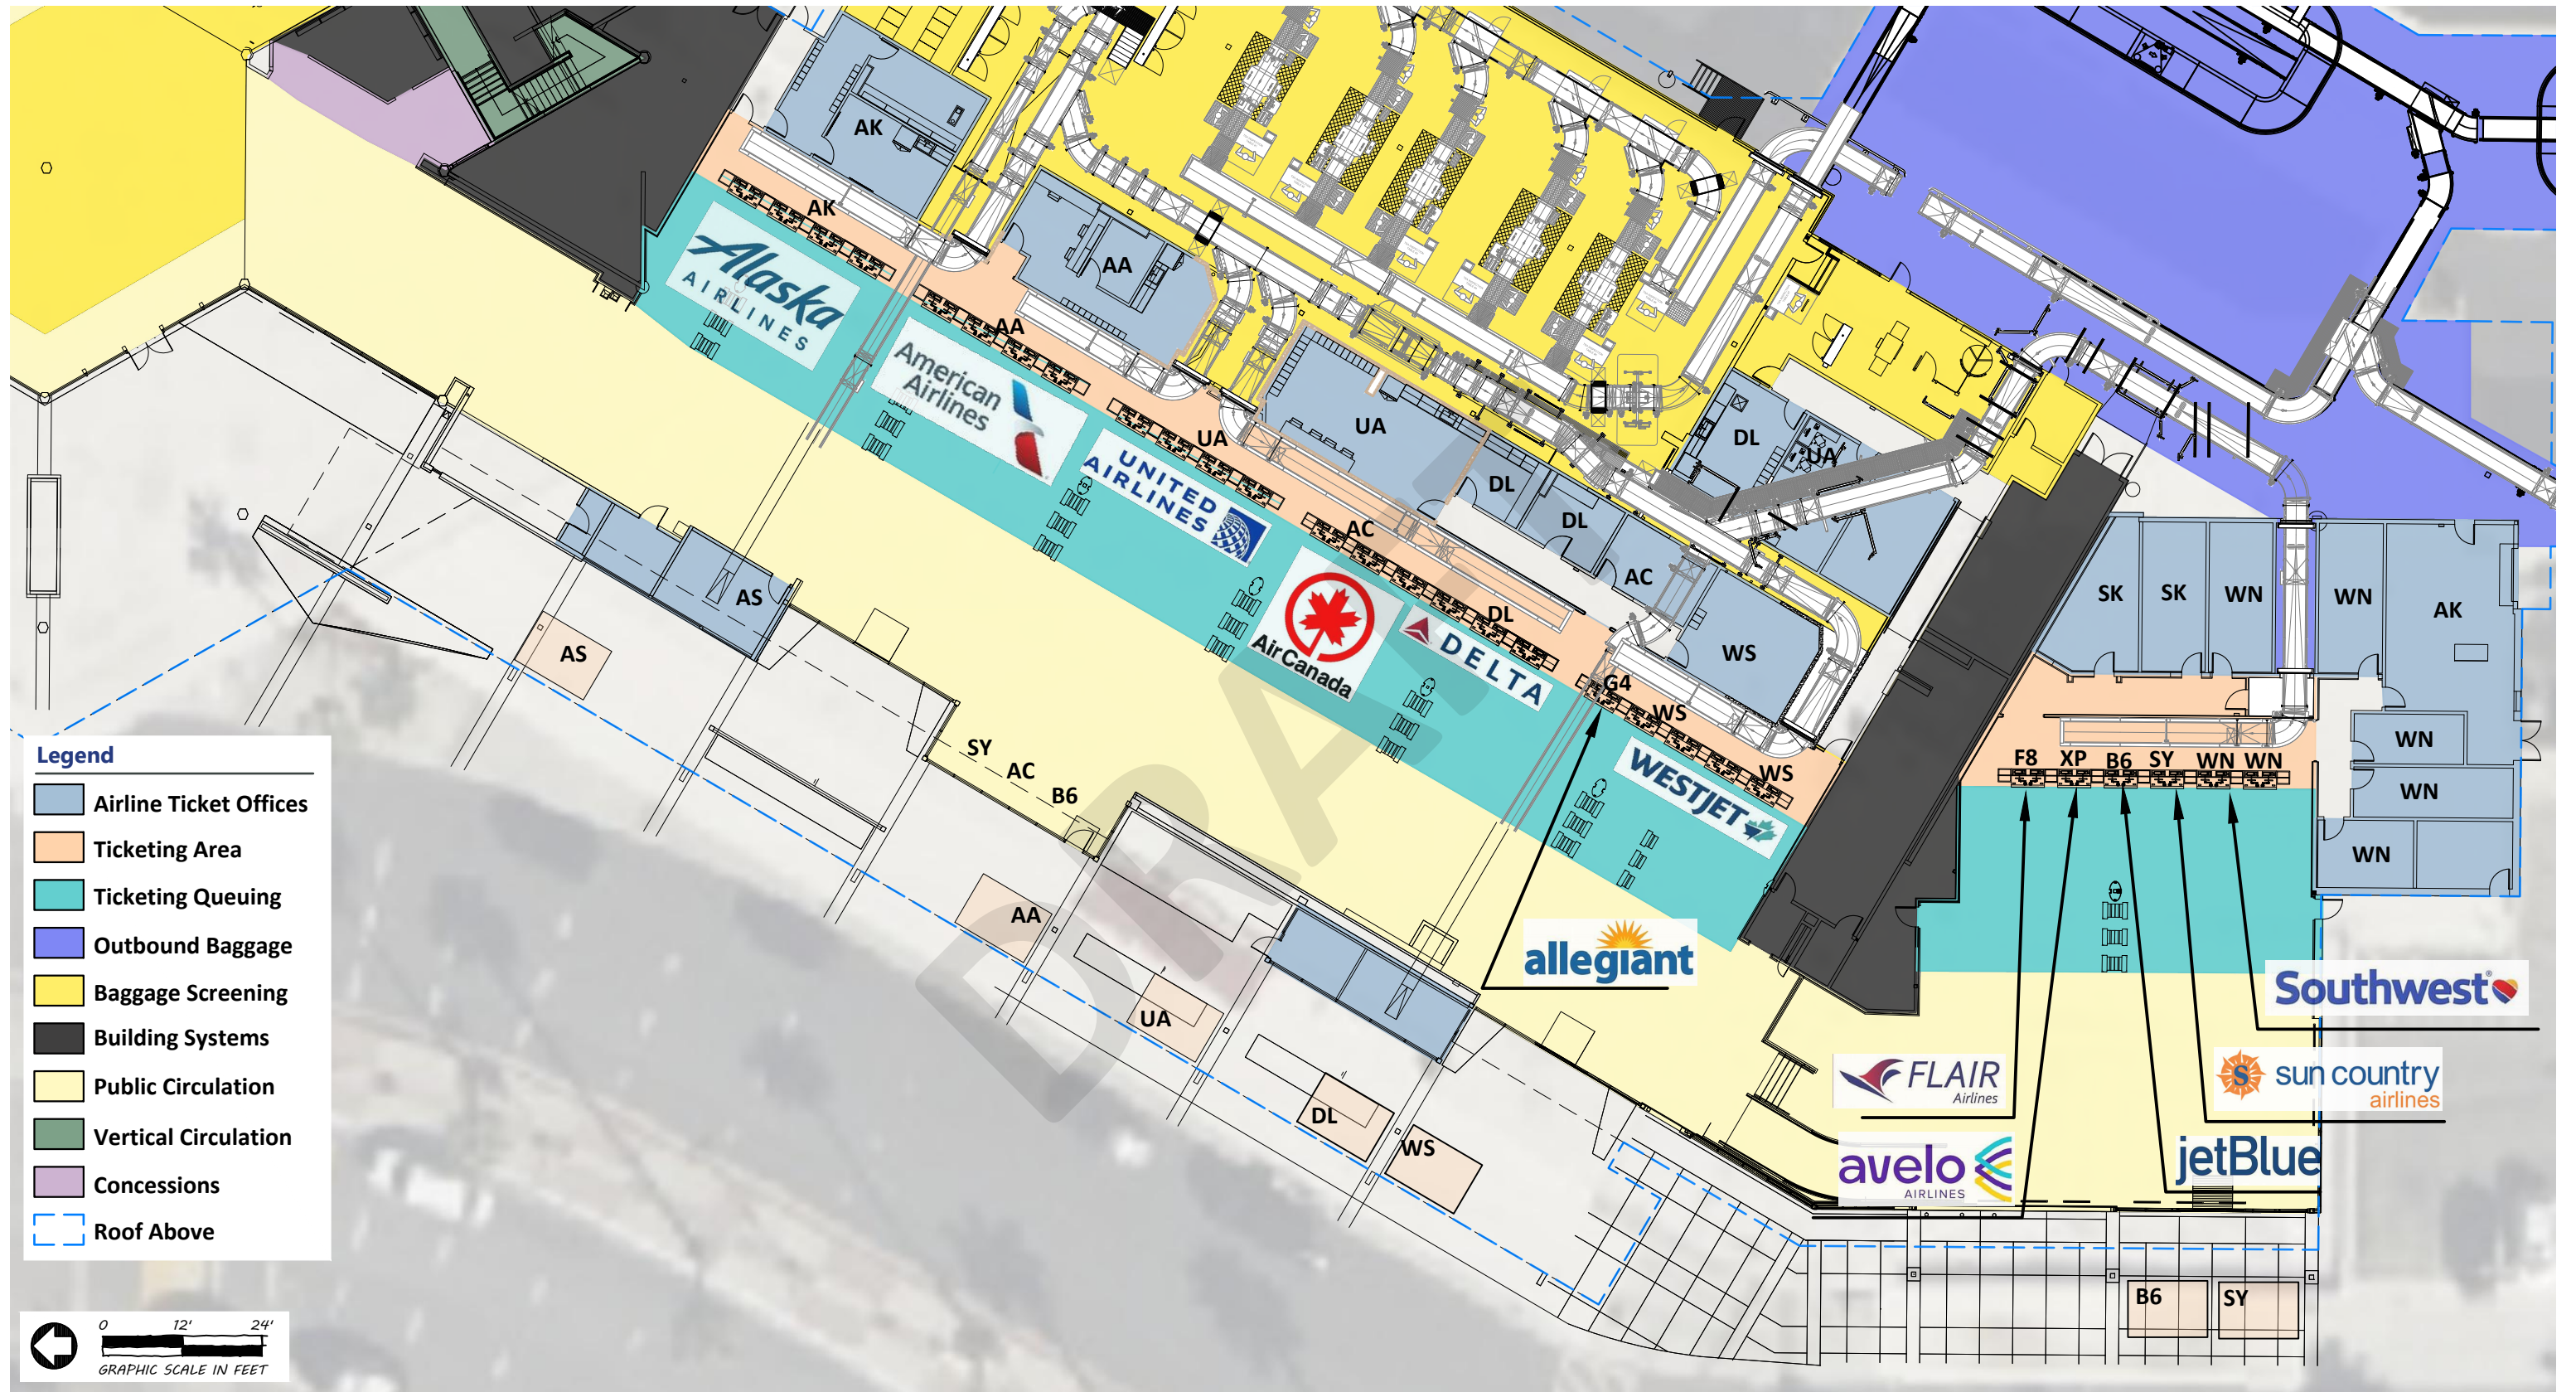 AK
AK
Alaska
AIRLINES
AA
AA
American
Airlines
UA
UA
UNITED
AIRLINES
DL
UA
DL
DL
AC
AC
DL
AirCanada
DELTA
WS
G4
WS
WS
WESTJET
SK
SK
WN
WN
AK
WN
WN
WN
F8
XP
B6
SY
WN
WN
AS
AS
SY
AC
B6
AA
UA
DL
WS
allegiant
Southwest®
FLAIR
Airlines
S sun country
airlines
avelo
AIRLINES
jetBlue
B6
SY
DRAFT
Legend
Airline Ticket Offices
Ticketing Area
Ticketing Queuing
Outbound Baggage
Baggage Screening
Building Systems
Public Circulation
Vertical Circulation
Concessions
Roof Above
0 12' 24'
GRAPHIC SCALE IN FEET